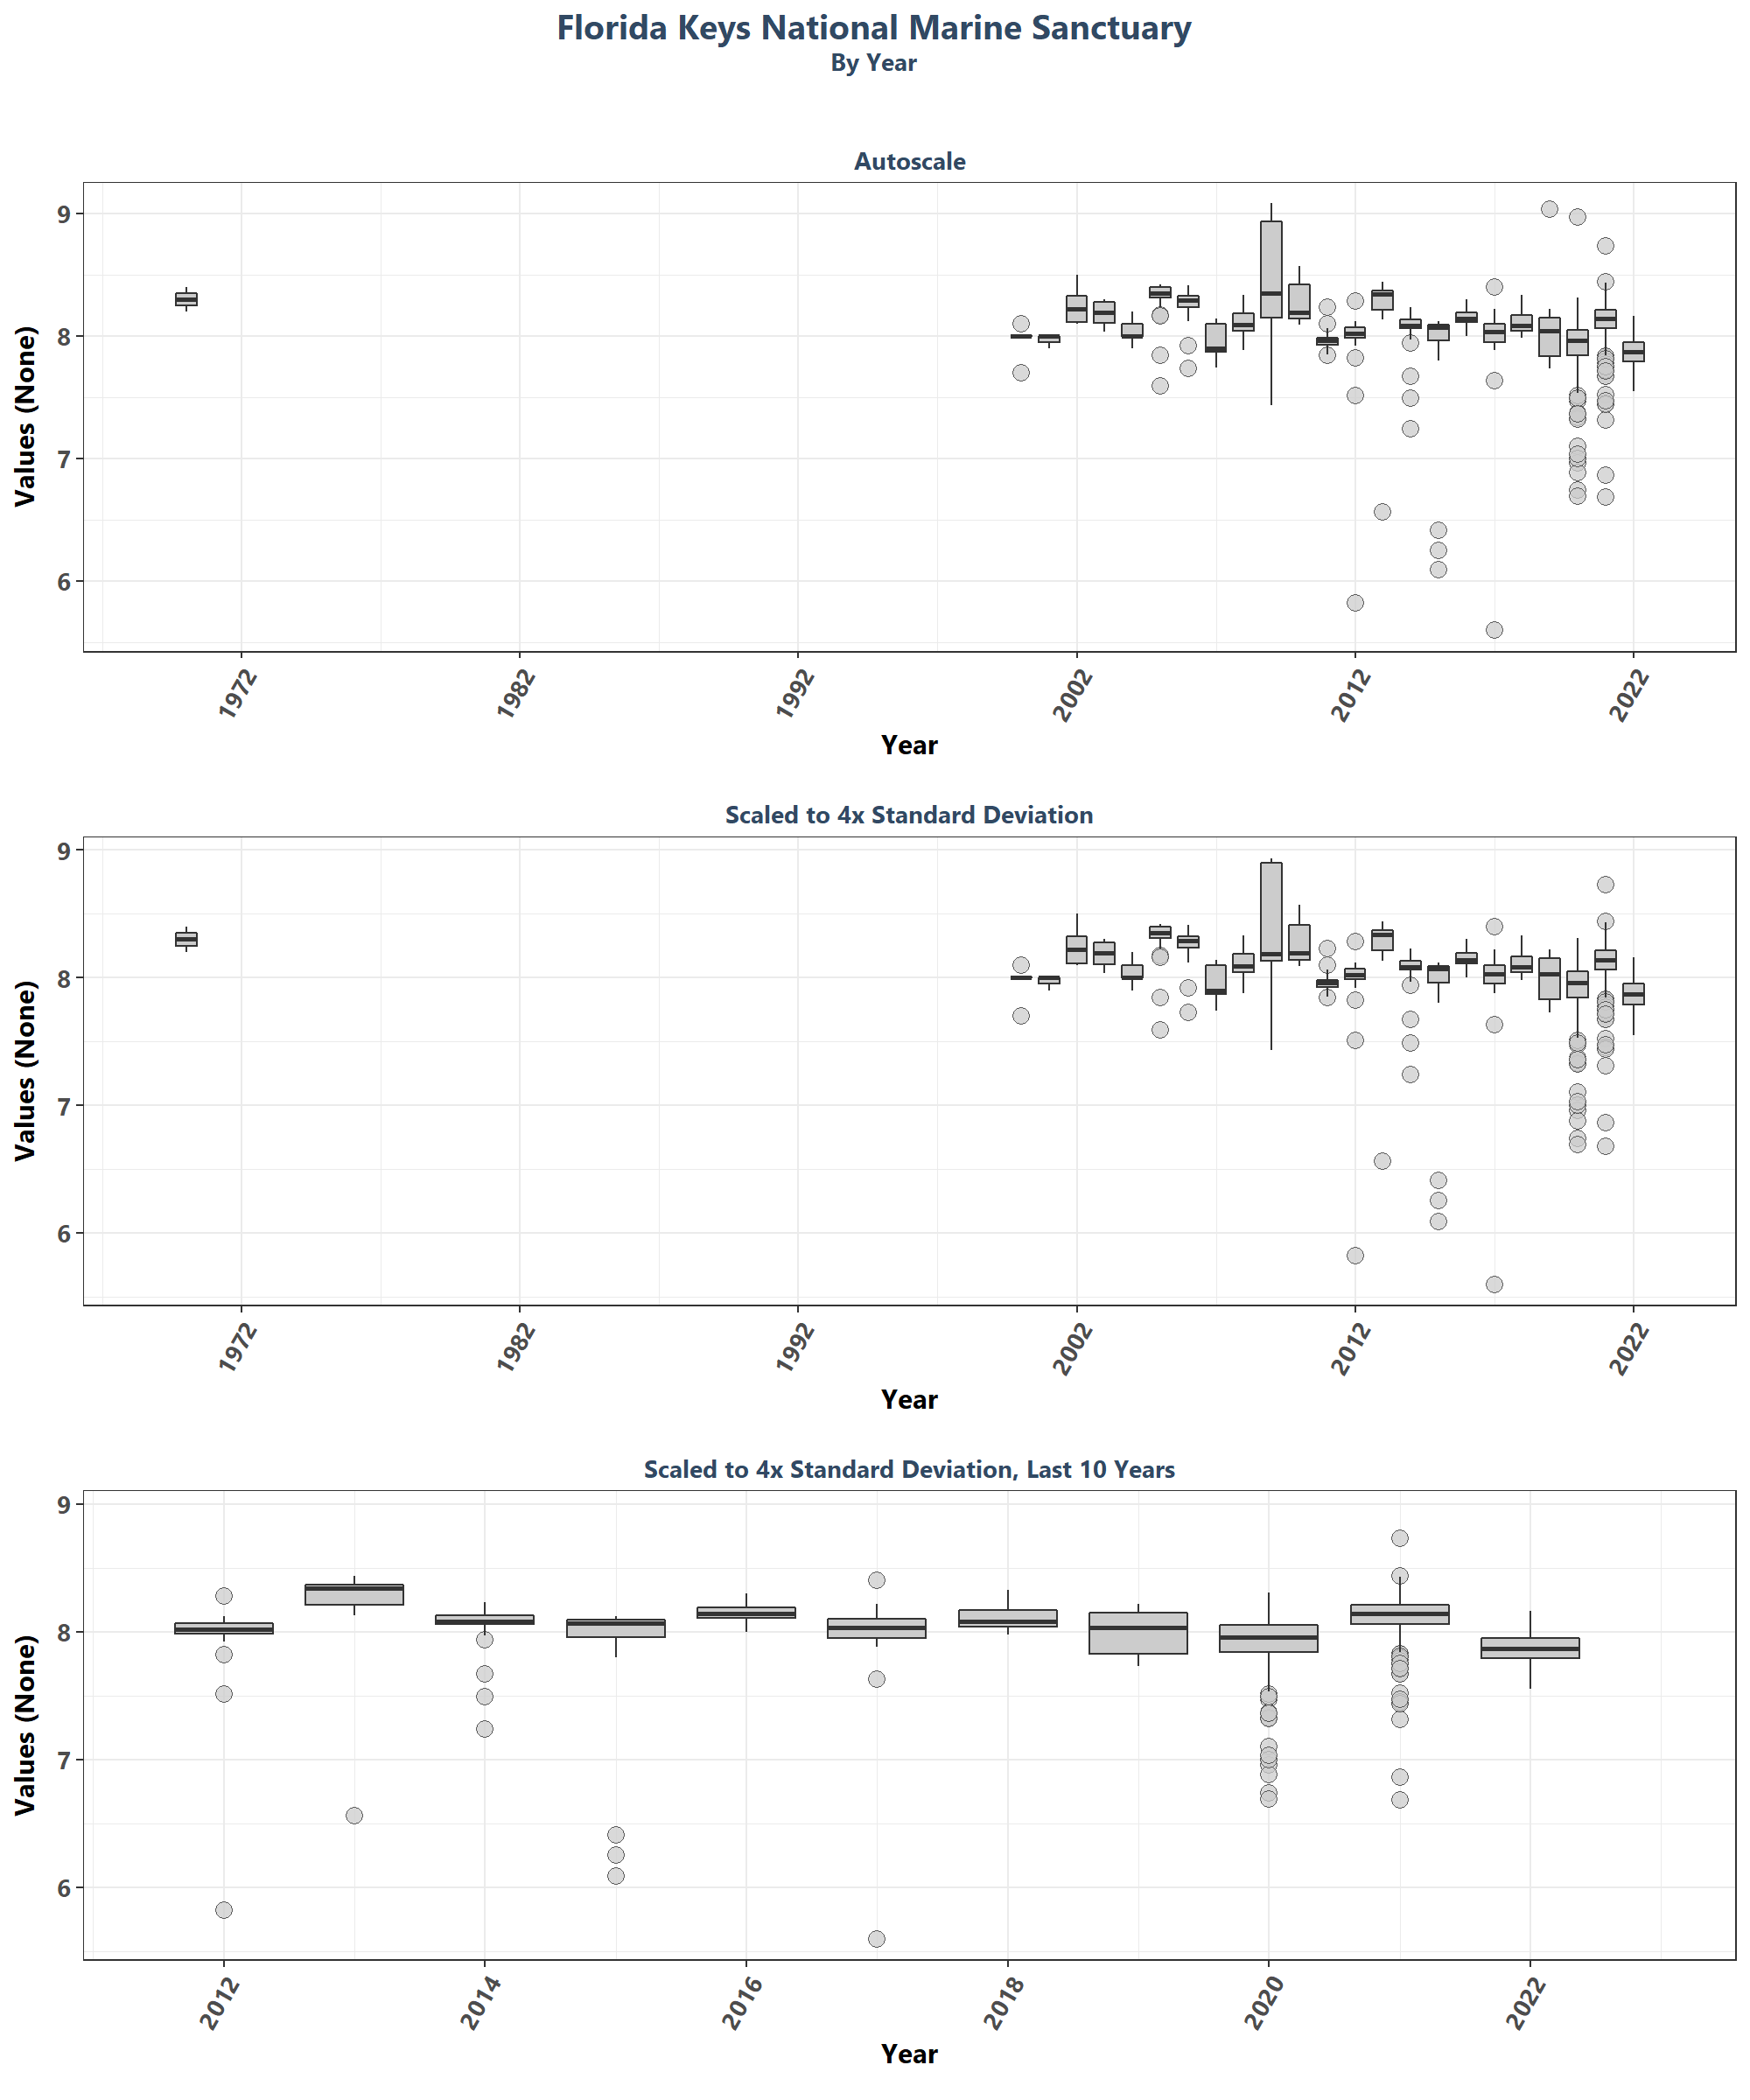 Florida Keys National Marine Sanctuary
By Year
Autoscale
Values (None)
9
8
7
6
1972
1982
1992
2002
2012
2022
Year
Scaled to 4x Standard Deviation
Values (None)
9
8
7
6
1972
1982
1992
2002
2012
2022
Year
Scaled to 4x Standard Deviation, Last 10 Years
Values (None)
9
8
7
6
2012
2014
2016
2018
2020
2022
Year